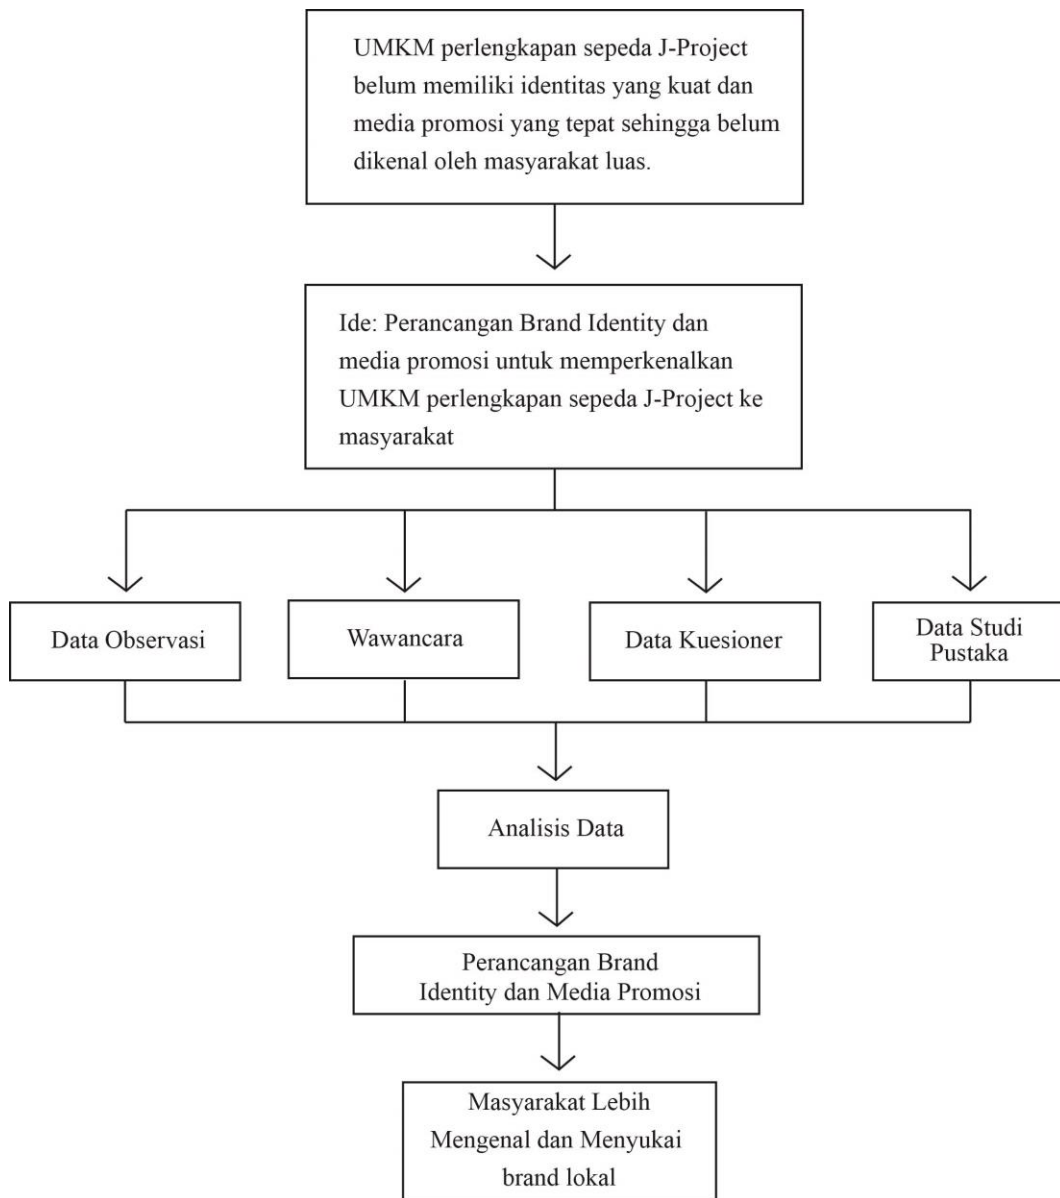 UMKM perlengkapan sepeda J-Project
belum memiliki identitas yang kuat dan
media promosi yang tepat sehingga belum
dikenal oleh masyarakat luas.
Ide: Perancangan Brand Identity dan
media promosi untuk memperkenalkan
UMKM perlengkapan sepeda J-Project ke
masyarakat
Data Observasi
Wawancara
Data Kuesioner
Data Studi
Pustaka
Analisis Data
Perancangan Brand
Identity dan Media Promosi
Masyarakat Lebih
Mengenal dan Menyukai
brand lokal